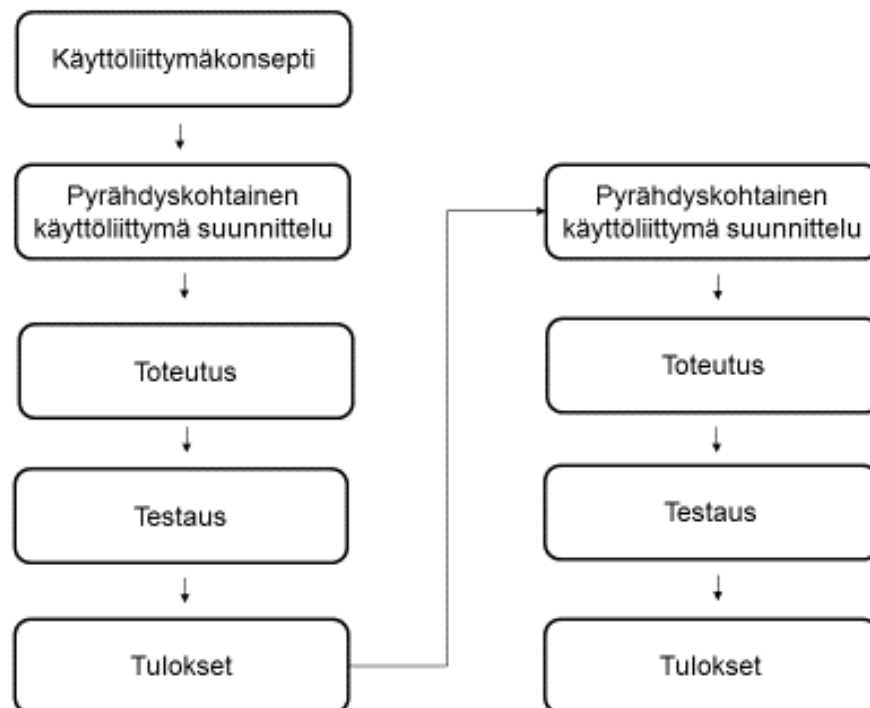 Käyttöliittymäkonsepti
Pyrähdyskohtainen
käyttöliittymä suunnittelu
Toteutus
Testaus
Tulokset
Pyrähdyskohtainen
käyttöliittymä suunnittelu
Toteutus
Testaus
Tulokset